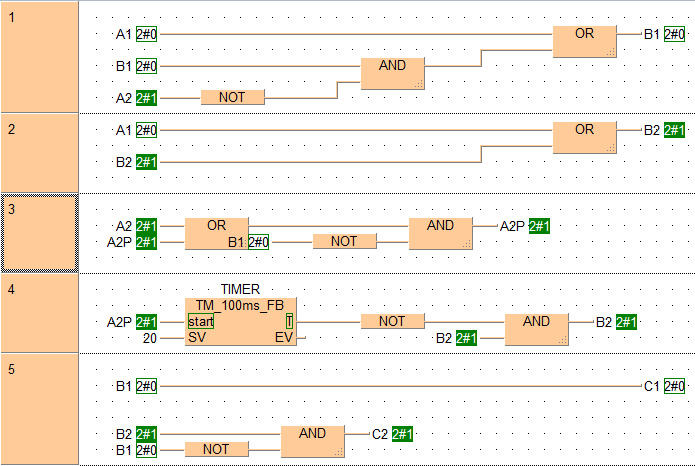 1
A1 2#0 OR B1 2#0
B1 2#0 AND
A2 2#1 NOT
2
A1 2#0 OR B2 2#1
B2 2#1
3
A2 2#1 OR AND A2P 2#1
A2P 2#1 B1 2#0 NOT
4
TIMER
TM_100ms_FB
A2P 2#1 start T NOT AND B2 2#1
20 SV EV B2 2#1
5
B1 2#0 C1 2#0
B2 2#1 AND C2 2#1
B1 2#0 NOT